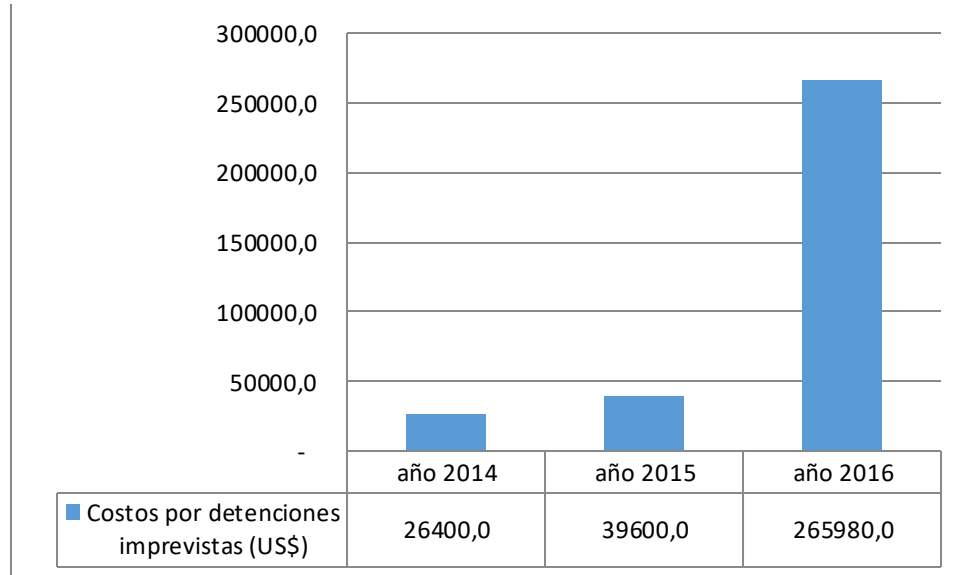 300000,0
250000,0
200000,0
150000,0
100000,0
50000,0
-
año 2014 año 2015 año 2016
Costos por detenciones
imprevistas (US$)
26400,0 39600,0 265980,0